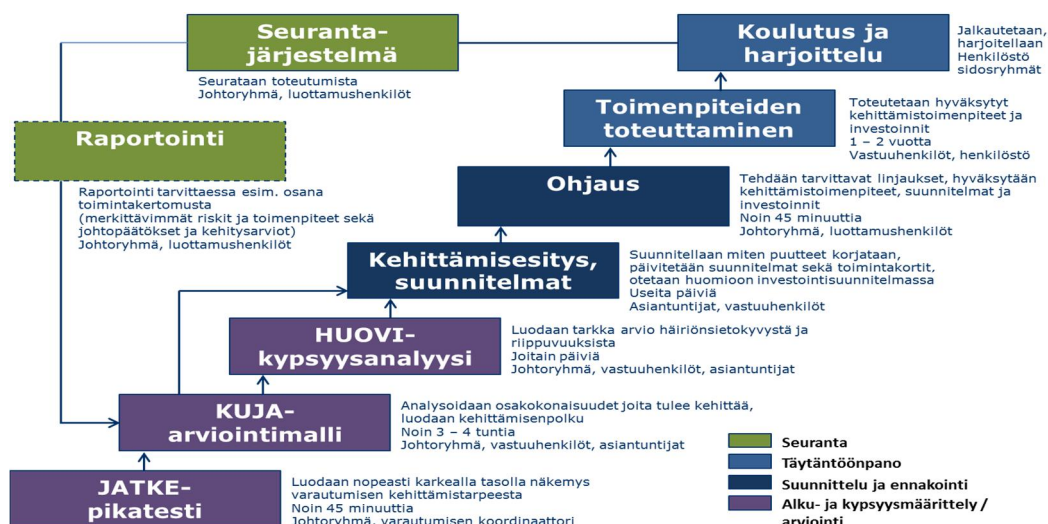 Seuranta-
järjestelmä
Seurataan toteutumista
Johtoryhmä, luottamushenkilöt
Koulutus ja
harjoittelu
Jalkautetaan,
harjoitellaan
Henkilöstö
sidosryhmät
Raportointi
Raportointi tarvittaessa esim. osana
toimintakertomusta
(merkittävimmät riskit ja toimenpiteet sekä
johtopäätökset ja kehitysarviot)
Johtoryhmä, luottamushenkilöt
Toimenpiteiden
toteuttaminen
Toteutetaan hyväksytyt
kehittämistoimenpiteet ja
investoinnit
1 – 2 vuotta
Vastuuhenkilöt, henkilöstö
Ohjaus
Tehdään tarvittavat linjaukset, hyväksytään
kehittämistoimenpiteet, suunnitelmat ja
investoinnit
Noin 45 minuuttia
Johtoryhmä, luottamushenkilöt
Kehittämisesitys,
suunnitelmat
Suunnitellaan miten puutteet korjataan,
päivitetään suunnitelmat sekä toimintakortit,
otetaan huomioon investointisuunnitelmassa
Useita päiviä
Asiantuntijat, vastuuhenkilöt
HUOVI-
kypsyysanalyysi
Luodaan tarkka arvio häiriönsietokyvystä ja
riippuvuuksista
Joitain päiviä
Johtoryhmä, vastuuhenkilöt, asiantuntijat
KUJA-
arviointimalli
Analysoidaan osakokonaisuudet joita tulee kehittää,
luodaan kehittämisenpolku
Noin 3 – 4 tuntia
Johtoryhmä, vastuuhenkilöt, asiantuntijat
JATKE-
pikatesti
Luodaan nopeasti karkealla tasolla näkemys
varautumisen kehittämistarpeesta
Noin 45 minuuttia
Johtoryhmä, varautumisen koordinaattori
Seuranta
Täytäntöönpano
Suunnittelu ja ennakointi
Alku- ja kypsyysmäärittely /
arviointi